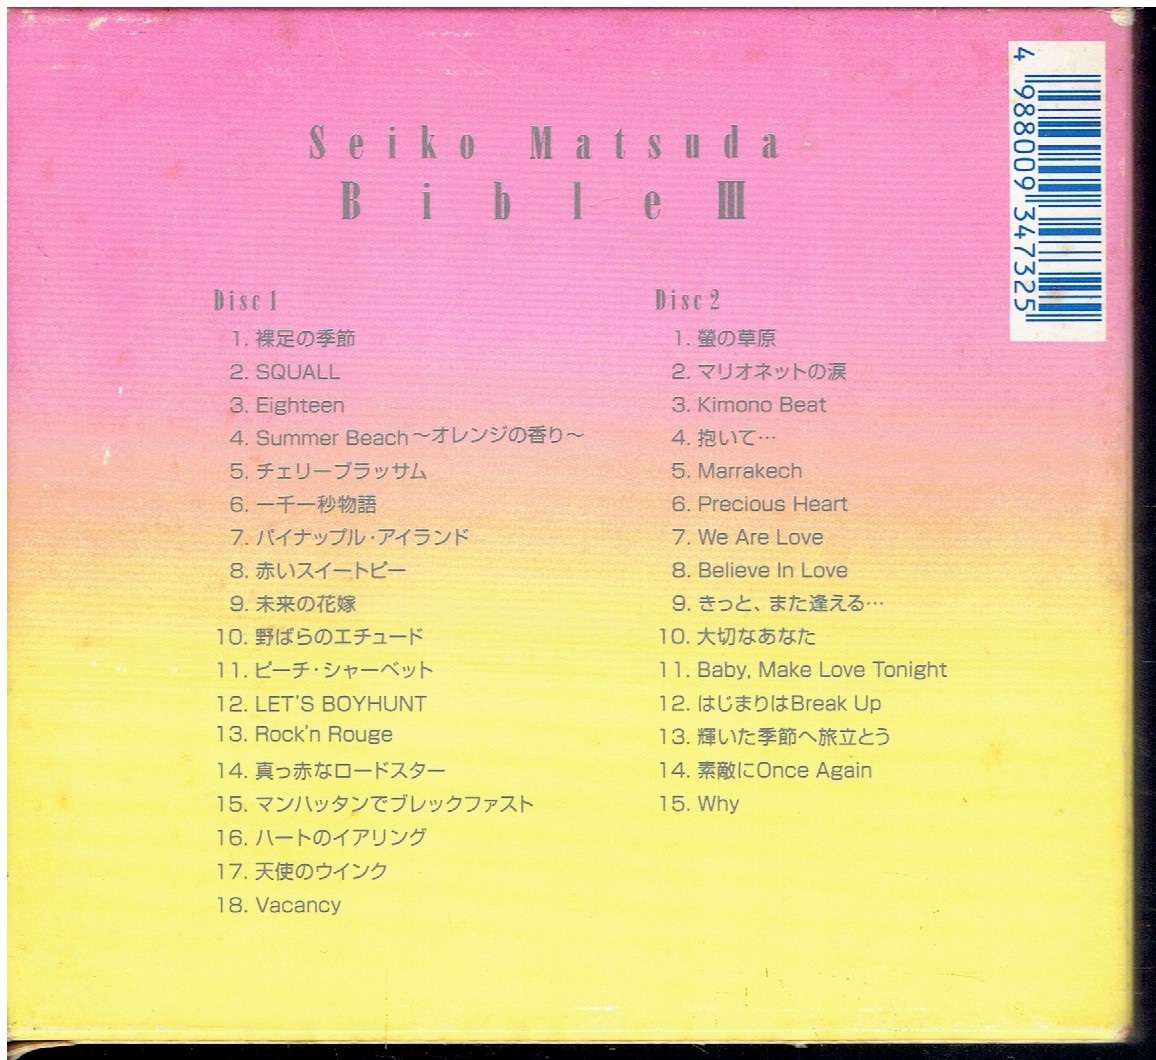 Seiko Matsuda
Bible Ⅲ
4 988009 347325
Disc 1
1. 裸足の季節
2. SQUALL
3. Eighteen
4. Summer Beach～オレンジの香り～
5. チェリーブラッサム
6. 一千一秒物語
7. パイナップル・アイランド
8. 赤いスイートピー
9. 未来の花嫁
10. 野ばらのエチュード
11. ピーチ・シャーベット
12. LET'S BOYHUNT
13. Rock'n Rouge
14. 真っ赤なロードスター
15. マンハッタンでブレックファスト
16. ハートのイアリング
17. 天使のウインク
18. Vacancy
Disc 2
1. 螢の草原
2. マリオネットの涙
3. Kimono Beat
4. 抱いて…
5. Marrakech
6. Precious Heart
7. We Are Love
8. Believe In Love
9. きっと、また逢える…
10. 大切なあなた
11. Baby, Make Love Tonight
12. はじまりはBreak Up
13. 輝いた季節へ旅立とう
14. 素敵にOnce Again
15. Why